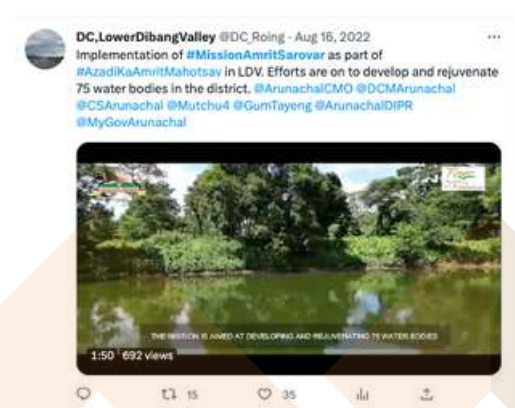 DC,LowerDibangValley @DC_Roing · Aug 16, 2022
Implementation of #MissionAmritSarovar as part of
#AzadiKaAmritMahotsav in LDV. Efforts are on to develop and rejuvenate
75 water bodies in the district. @ArunachalCMO @DCMArunachal
@CSArunachal @Mutchu4 @GumTayeng @ArunachalDIPR
@MyGovArunachal
THE MISSION IS AIMED AT DEVELOPING AND REJUVENATING 75 WATER BODIES
1:50 692 views
15 35